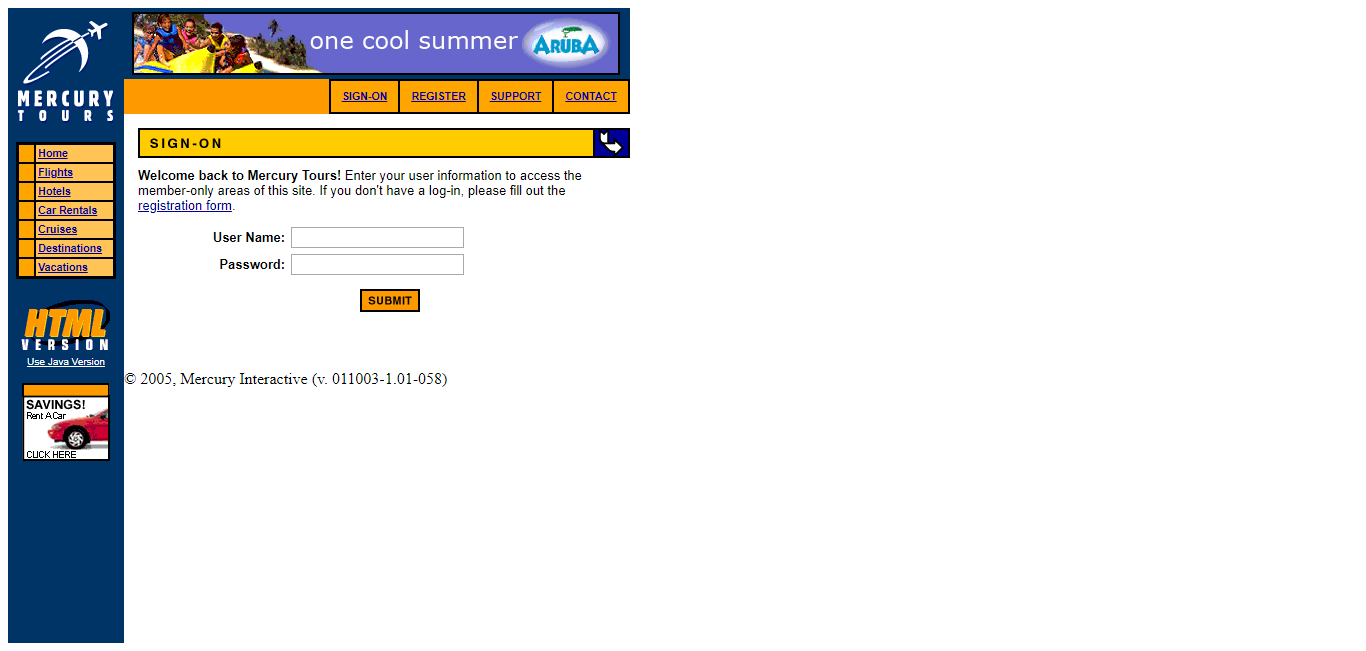 MERCURY
TOURS
one cool summer
ARUBA
SIGN-ON
REGISTER
SUPPORT
CONTACT
Home
Flights
Hotels
Car Rentals
Cruises
Destinations
Vacations
HTML
VERSION
Use Java Version
SAVINGS!
Rent A Car
CLICK HERE
SIGN-ON
Welcome back to Mercury Tours! Enter your user information to access the
member-only areas of this site. If you don't have a log-in, please fill out the
registration form.
User Name:
Password:
SUBMIT
© 2005, Mercury Interactive (v. 011003-1.01-058)